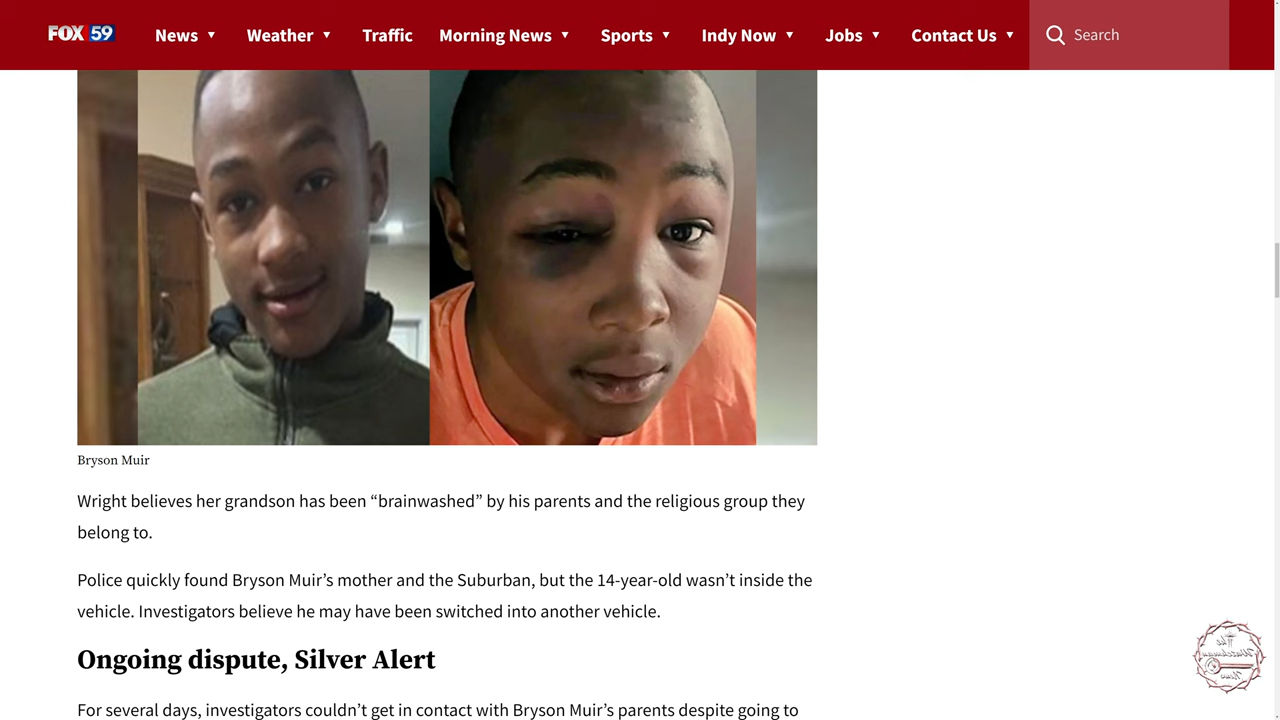 FOX 59
News ▼ Weather ▼ Traffic Morning News ▼ Sports ▼ Indy Now ▼ Jobs ▼ Contact Us ▼ Search
Bryson Muir
Wright believes her grandson has been “brainwashed” by his parents and the religious group they
belong to.
Police quickly found Bryson Muir’s mother and the Suburban, but the 14-year-old wasn’t inside the
vehicle. Investigators believe he may have been switched into another vehicle.
Ongoing dispute, Silver Alert
For several days, investigators couldn’t get in contact with Bryson Muir’s parents despite going to
The
Watchman